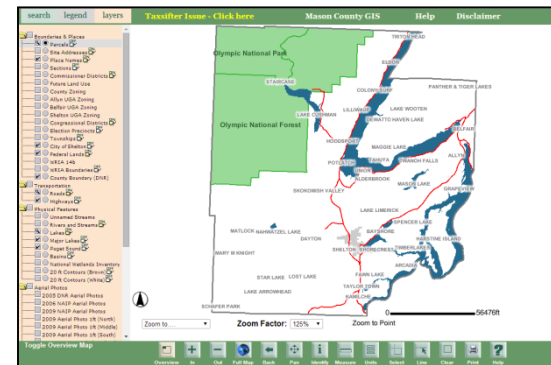 search legend layers
Taxsifter Issue - Click here
Mason County GIS
Help
Disclaimer
Boundaries & Places
Parcels
Site Addresses
Place Names
Sections
Commissioner Districts
Future Land Use
County Zoning
Allyn UGA Zoning
Belfair UGA Zoning
Shelton UGA Zoning
Congressional Districts
Election Precincts
Townships
City of Shelton
Federal Lands
WRIA 14b
WRIA Boundaries
County Boundary (DNR)
Transportation
Roads
Highways
Physical Features
Unnamed Streams
Rivers and Streams
Lakes
Major Lakes
Puget Sound
Basins
National Wetlands Inventory
20 ft Contours (Brown)
20 ft Contours (White)
Aerial Photos
2005 DNR Aerial Photos
2006 NAIP Aerial Photos
2009 NAIP Aerial Photos
2009 Aerial Photo 1ft (North)
2009 Aerial Photo 1ft (Middle)
2009 Aerial Photo 1ft (South)
TRITON HEAD
Olympic National Park
ELDON
STAIRCASE
COLONY SURF
PANTHER & TIGER LAKES
LAKE CUSHMAN
LILLIWAUP
LAKE WOOTEN
DEWATTO HAVEN LAKE
Olympic National Forest
BELFAIR
HOODSPORT
MAGGIE LAKE
ALLYN
POTLATCH
TAHUYA
TRANCH FALLS
UNION
ALDERBROOK
MASON LAKE
SKOKOMISH VALLEY
GRAPEVIEW
LAKE LIMERICK
SPENCER LAKE
MATLOCK
NAHWATZEL LAKE
BAYSHORE
DAYTON
HARSTINE ISLAND
SHELTON
SHORECREST
TIMBERLAKES
MARY M KNIGHT
ARCADIA
STAR LAKE
LOST LAKE
FAWN LAKE
LAKE ARROWHEAD
TAYLOR TOWN
KAMILCHE
SCHAFER PARK
0
56476ft
Zoom to....
Zoom Factor:
125%
Zoom to Point
Toggle Overview Map
Overview In Out Full Map Back Pan Identify Measure Units Select Line Clear Print Help